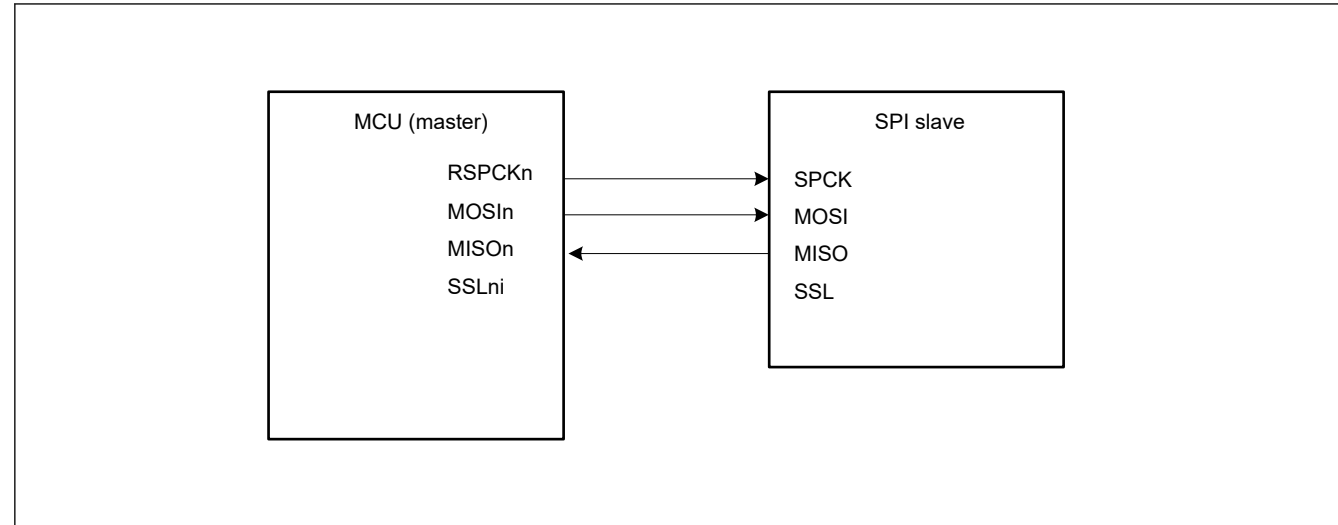 MCU (master)
RSPCKn
MOSIn
MISOn
SSLni
SPI slave
SPCK
MOSI
MISO
SSL